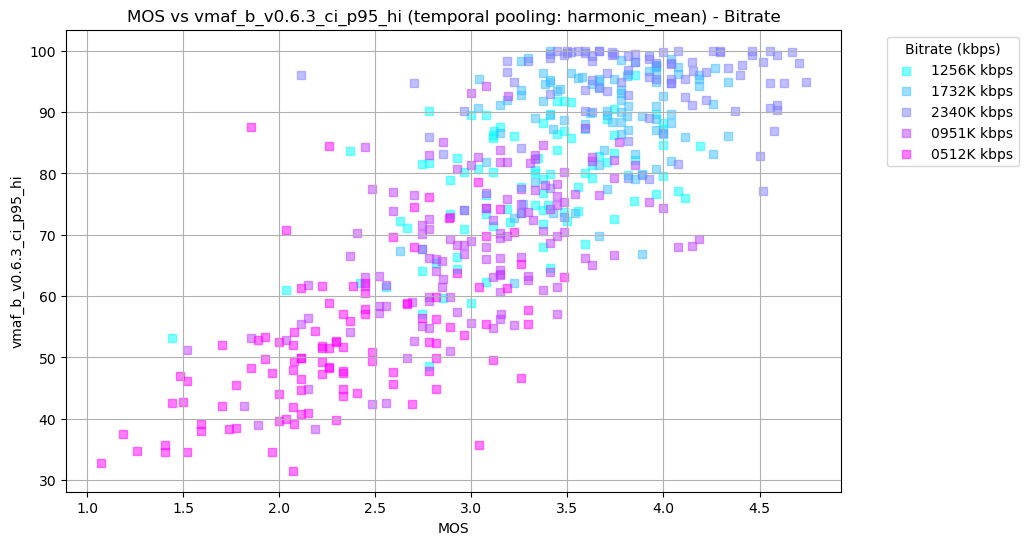 MOS vs vmaf_b_v0.6.3_ci_p95_hi (temporal pooling: harmonic_mean) - Bitrate
Bitrate (kbps)
1256K kbps
1732K kbps
2340K kbps
0951K kbps
0512K kbps
vmaf_b_v0.6.3_ci_p95_hi
100
90
80
70
60
50
40
30
1.0 1.5 2.0 2.5 3.0 3.5 4.0 4.5
MOS